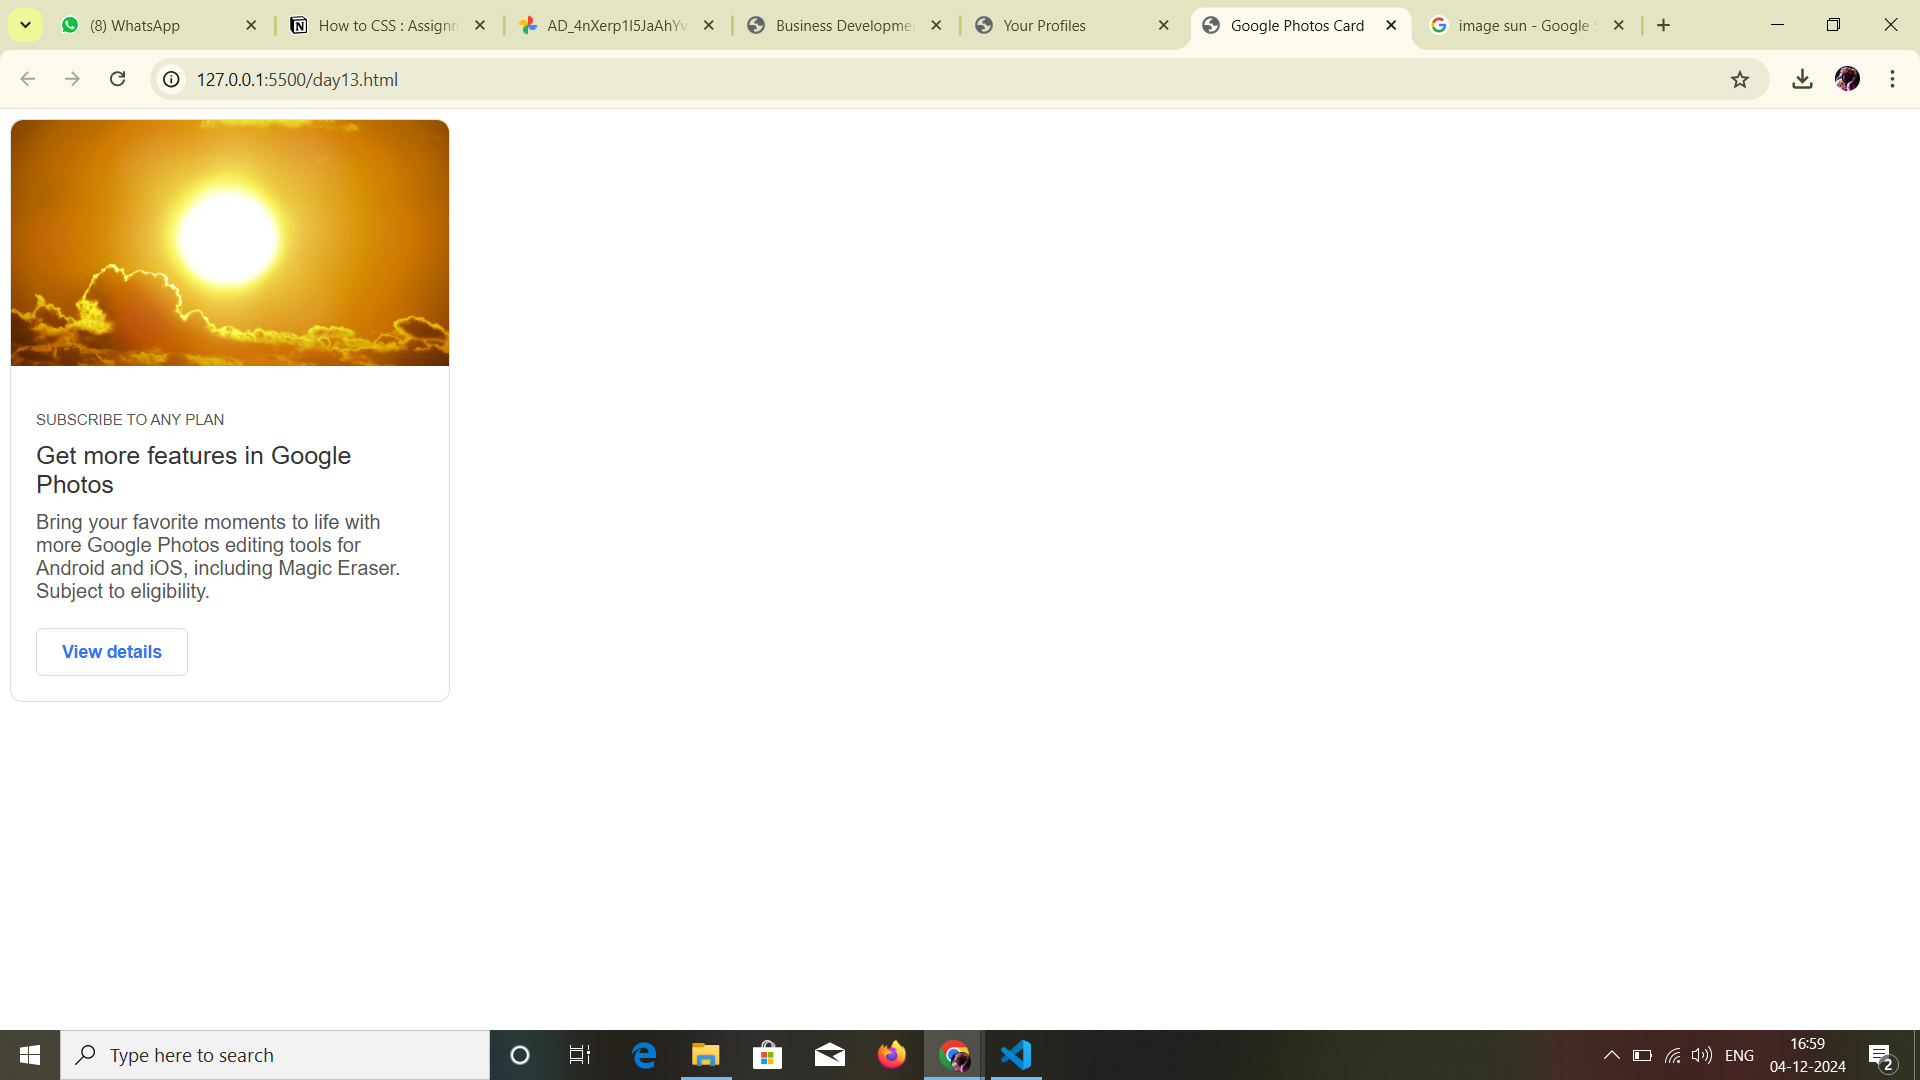 (8) WhatsApp
How to CSS : Assignm
AD_4nXerp1I5JaAhYv
Business Developmen
Your Profiles
Google Photos Card
image sun - Google S
127.0.0.1:5500/day13.html
SUBSCRIBE TO ANY PLAN
Get more features in Google
Photos
Bring your favorite moments to life with
more Google Photos editing tools for
Android and iOS, including Magic Eraser.
Subject to eligibility.
View details
Type here to search
ENG
16:59
04-12-2024
2